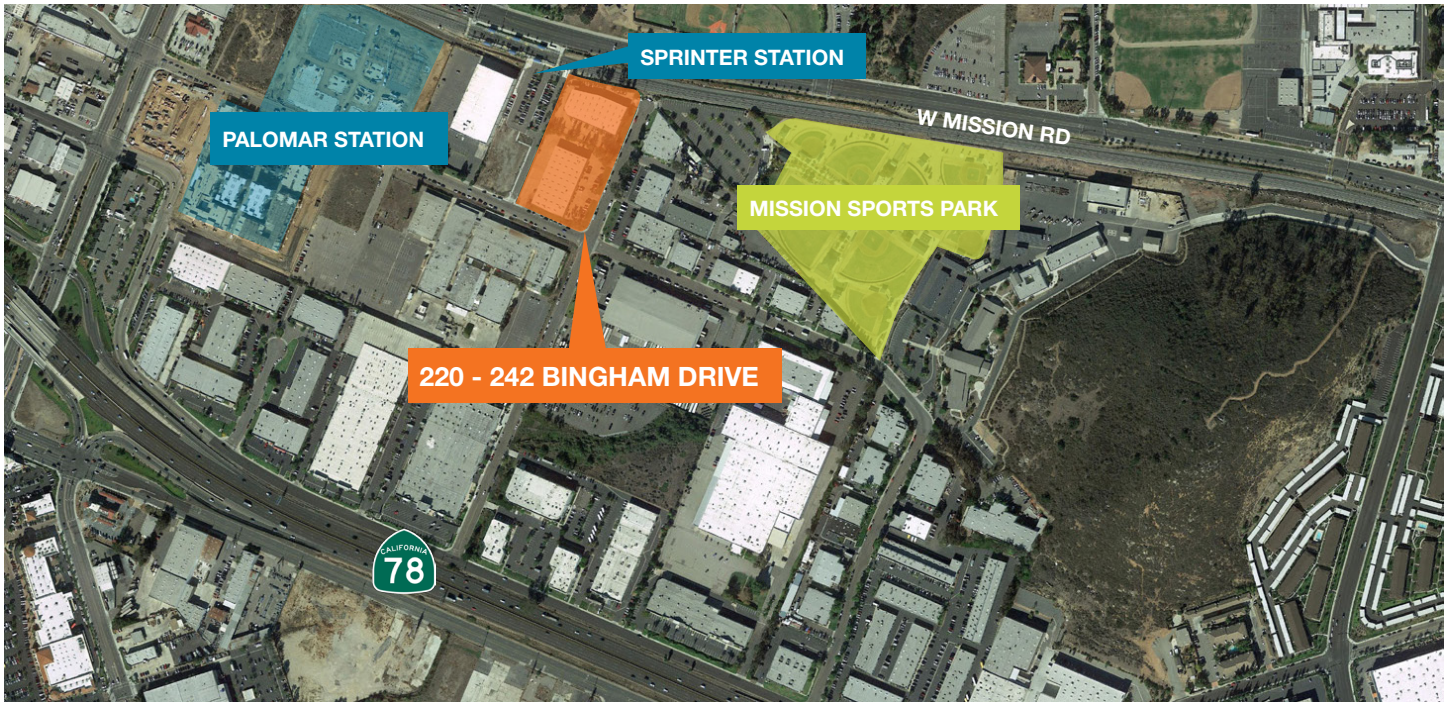 SPRINTER STATION
W MISSION RD
PALOMAR STATION
MISSION SPORTS PARK
220 - 242 BINGHAM DRIVE
CALIFORNIA
78